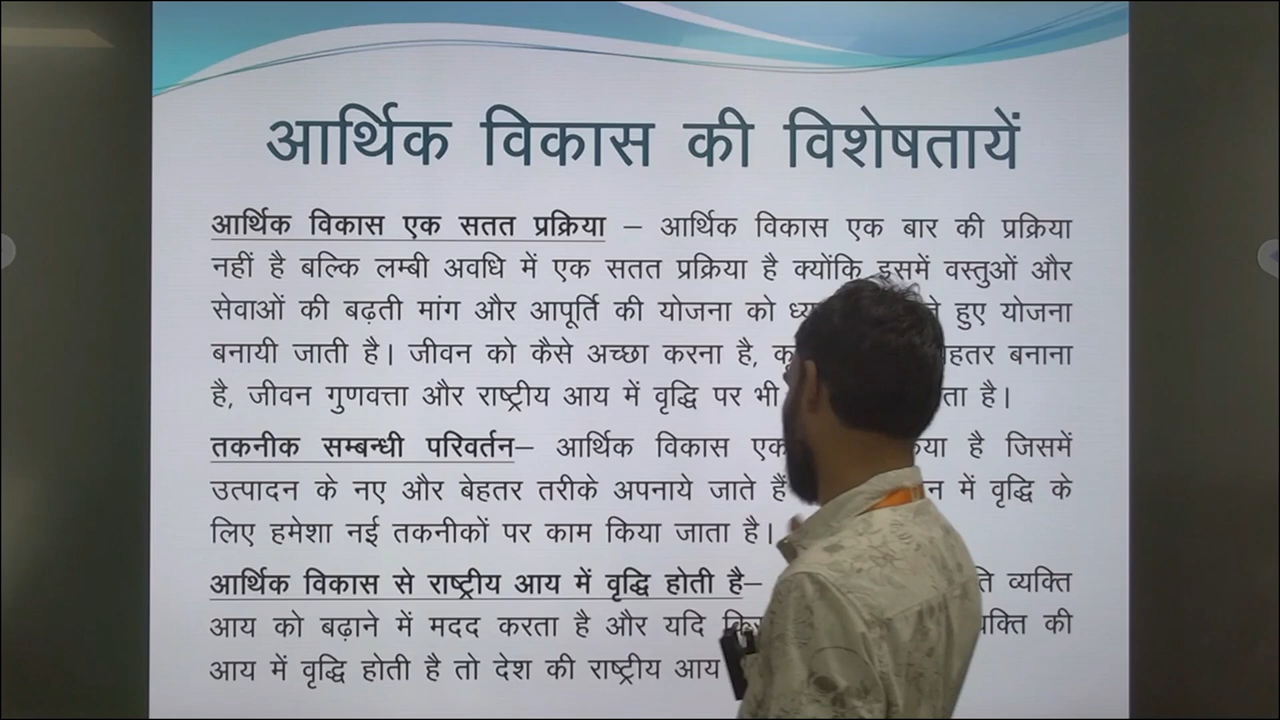 आर्थिक विकास की विशेषतायें
आर्थिक विकास एक सतत प्रक्रिया – आर्थिक विकास एक बार की प्रक्रिया
नहीं है बल्कि लम्बी अवधि में एक सतत प्रक्रिया है क्योंकि इसमें वस्तुओं और
सेवाओं की बढ़ती मांग और आपूर्ति की योजना को हुए योजना
बनायी जाती है। जीवन को कैसे अच्छा करना है, बनाना
है, जीवन गुणवत्ता और राष्ट्रीय आय में वृद्धि पर भी है।
तकनीक सम्बन्धी परिवर्तन– आर्थिक विकास एक है जिसमें
उत्पादन के नए और बेहतर तरीके अपनाये जाते हैं में वृद्धि के
लिए हमेशा नई तकनीकों पर काम किया जाता है।
आर्थिक विकास से राष्ट्रीय आय में वृद्धि होती है– व्यक्ति
आय को बढ़ाने में मदद करता है और यदि की
आय में वृद्धि होती है तो देश की राष्ट्रीय आय